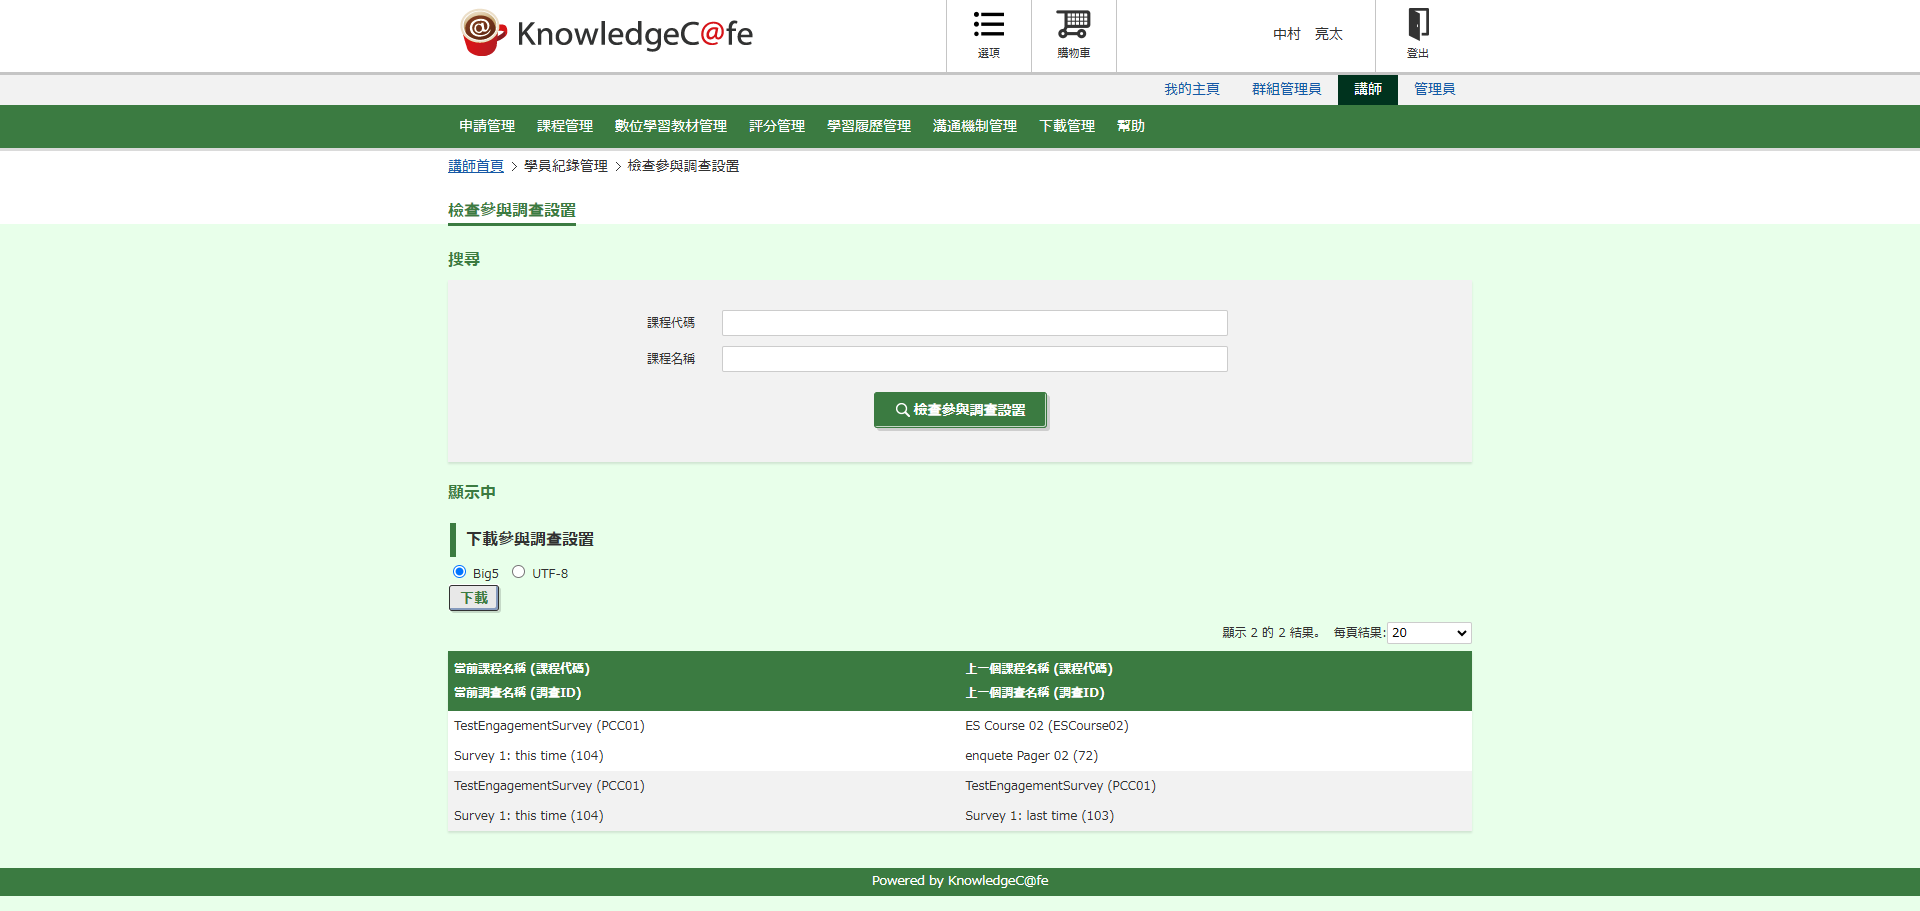 KnowledgeC@fe
選項
購物車
中村　亮太
登出
我的主頁 群組管理員 講師 管理員
申請管理 課程管理 數位學習教材管理 評分管理 學習履歷管理 溝通機制管理 下載管理 幫助
講師首頁 > 學員紀錄管理 > 檢查參與調查設置
檢查參與調查設置
搜尋
課程代碼
課程名稱
檢查參與調查設置
顯示中
下載參與調查設置
Big5 UTF-8
下載
顯示 2 的 2 結果。 每頁結果: 20
當前課程名稱 (課程代碼) 上一個課程名稱 (課程代碼)
當前調查名稱 (調查ID) 上一個調查名稱 (調查ID)
TestEngagementSurvey (PCC01) ES Course 02 (ESCourse02)
Survey 1: this time (104) enquete Pager 02 (72)
TestEngagementSurvey (PCC01) TestEngagementSurvey (PCC01)
Survey 1: this time (104) Survey 1: last time (103)
Powered by KnowledgeC@fe